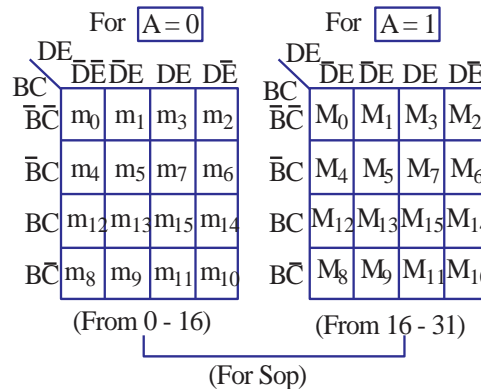 For A = 0 For A = 1
DE DE
D̅E̅ D̅E DE DE̅ D̅E̅ D̅E DE DE̅
BC BC
B̅C̅ m₀ m₁ m₃ m₂ B̅C̅ M₀ M₁ M₃ M₂
B̅C m₄ m₅ m₇ m₆ B̅C M₄ M₅ M₇ M₆
BC m₁₂ m₁₃ m₁₅ m₁₄ BC M₁₂ M₁₃ M₁₅
BC̅ m₈ m₉ m₁₁ m₁₀ BC̅ M₈ M₉ M₁₁
(From 0 - 16) (From 16 - 31)
(For Sop)